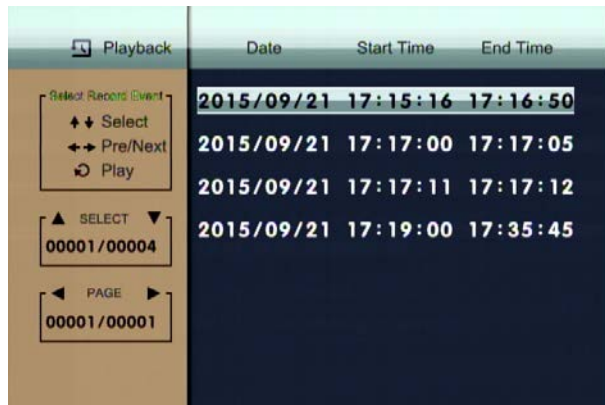 Playback
Date Start Time End Time
Select Record Event
Select
Pre/Next
Play
SELECT
00001/00004
PAGE
00001/00001
2015/09/21 17:15:16 17:16:50
2015/09/21 17:17:00 17:17:05
2015/09/21 17:17:11 17:17:12
2015/09/21 17:19:00 17:35:45